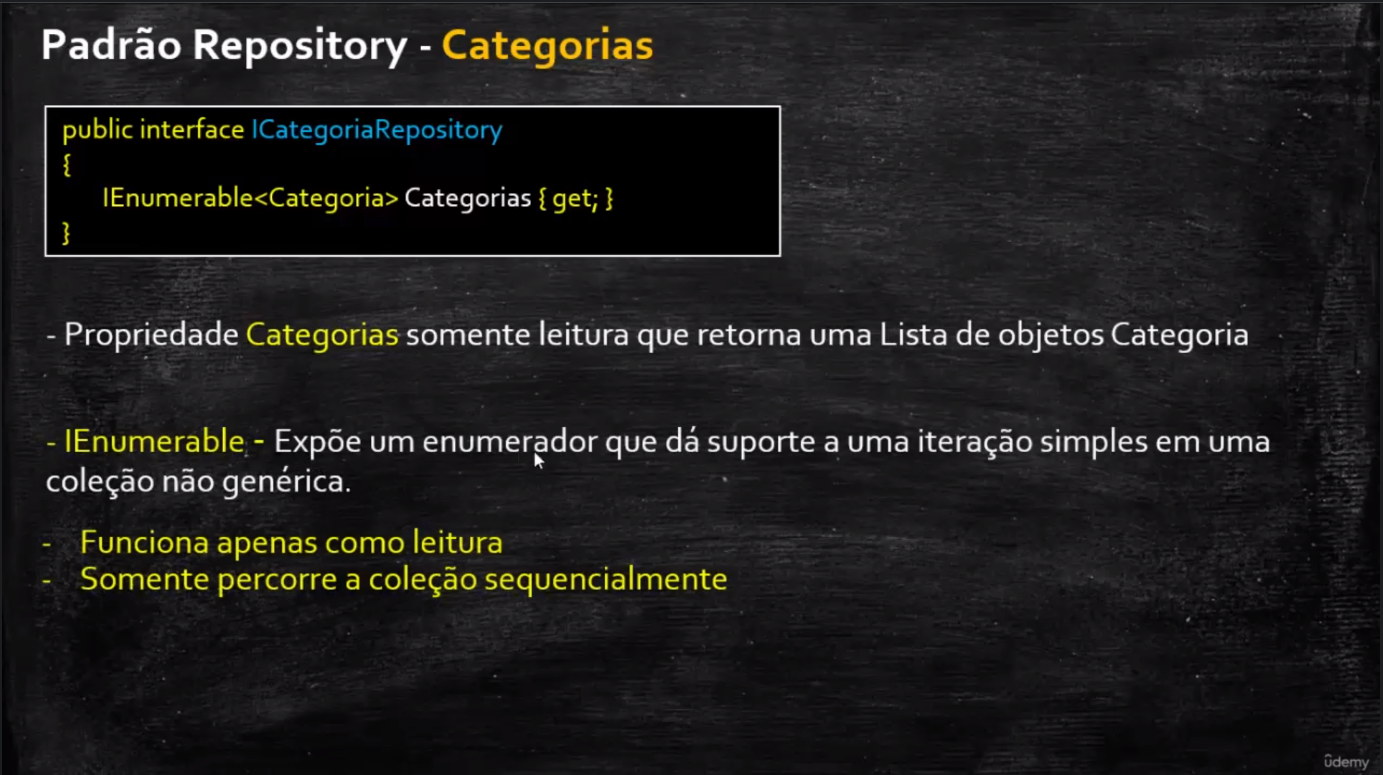 Padrão Repository - Categorias
public interface ICategoriaRepository
{
IEnumerable<Categoria> Categorias { get; }
}
- Propriedade Categorias somente leitura que retorna uma Lista de objetos Categoria
- IEnumerable - Expõe um enumerador que dá suporte a uma iteração simples em uma
coleção não genérica.
- Funciona apenas como leitura
- Somente percorre a coleção sequencialmente
ûdemy